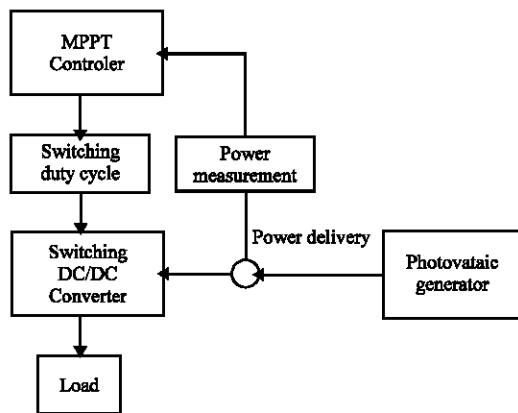 MPPT
Controler
Switching
duty cycle
Power
measurement
Switching
DC/DC
Converter
Power delivery
Photovataic
generator
Load